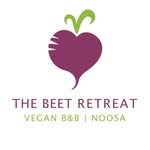 THE BEET RETREAT
VEGAN B&B | NOOSA